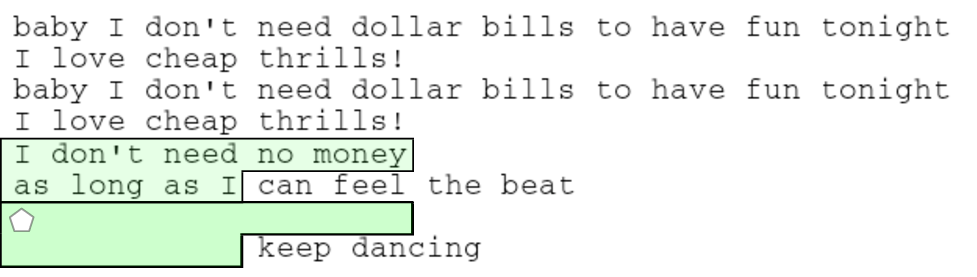 baby I don't need dollar bills to have fun tonight
I love cheap thrills!
baby I don't need dollar bills to have fun tonight
I love cheap thrills!
I don't need no money
as long as I can feel the beat
keep dancing